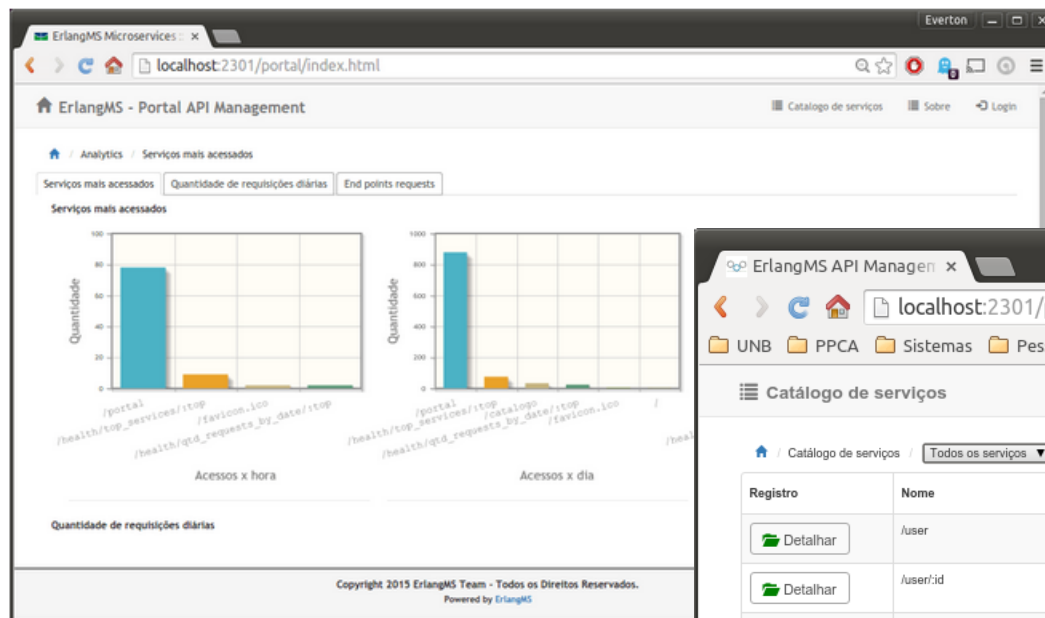 Everton
ErlangMS Microservices :
localhost:2301/portal/index.html
ErlangMS - Portal API Management
Catalogo de serviços
Sobre
Login
/ Analytics / Serviços mais acessados
Serviços mais acessados
Quantidade de requisições diárias
End points requests
Serviços mais acessados
100
80
60
40
20
0
Quantidade
/portal
/health/top_services/:top
/favicon.ico
/health/qtd_requests_by_date/:top
Acessos x hora
1000
800
600
400
200
0
Quantidade
/portal
/health/top_services/:top
/catalogo
/health/qtd_requests_by_date/:top
/favicon.ico
/
/heal
Acessos x dia
Quantidade de requisições diárias
Copyright 2015 ErlangMS Team - Todos os Direitos Reservados.
Powered by ErlangMS
ErlangMS API Managem
localhost:2301/
UNB
PPCA
Sistemas
Pes
Catálogo de serviços
/ Catálogo de serviços / Todos os serviços
Registro
Nome
Detalhar
/user
Detalhar
/user/:id